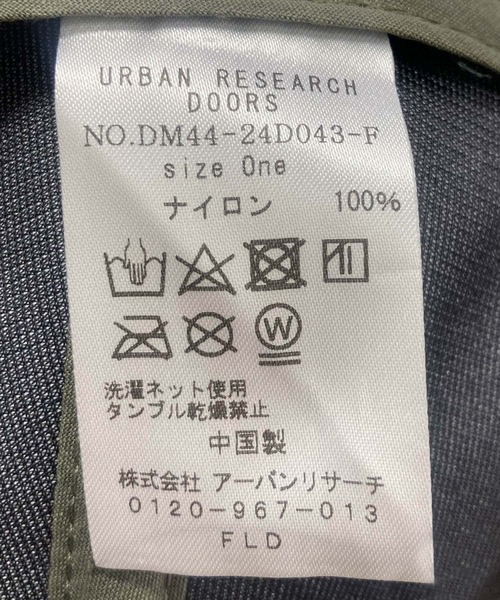 URBAN RESEARCH
DOORS
NO.DM44-24D043-F
size One
ナイロン 100%
W
洗濯ネット使用
タンブル乾燥禁止
中国製
株式会社 アーバンリサーチ
0120-967-013
FLD